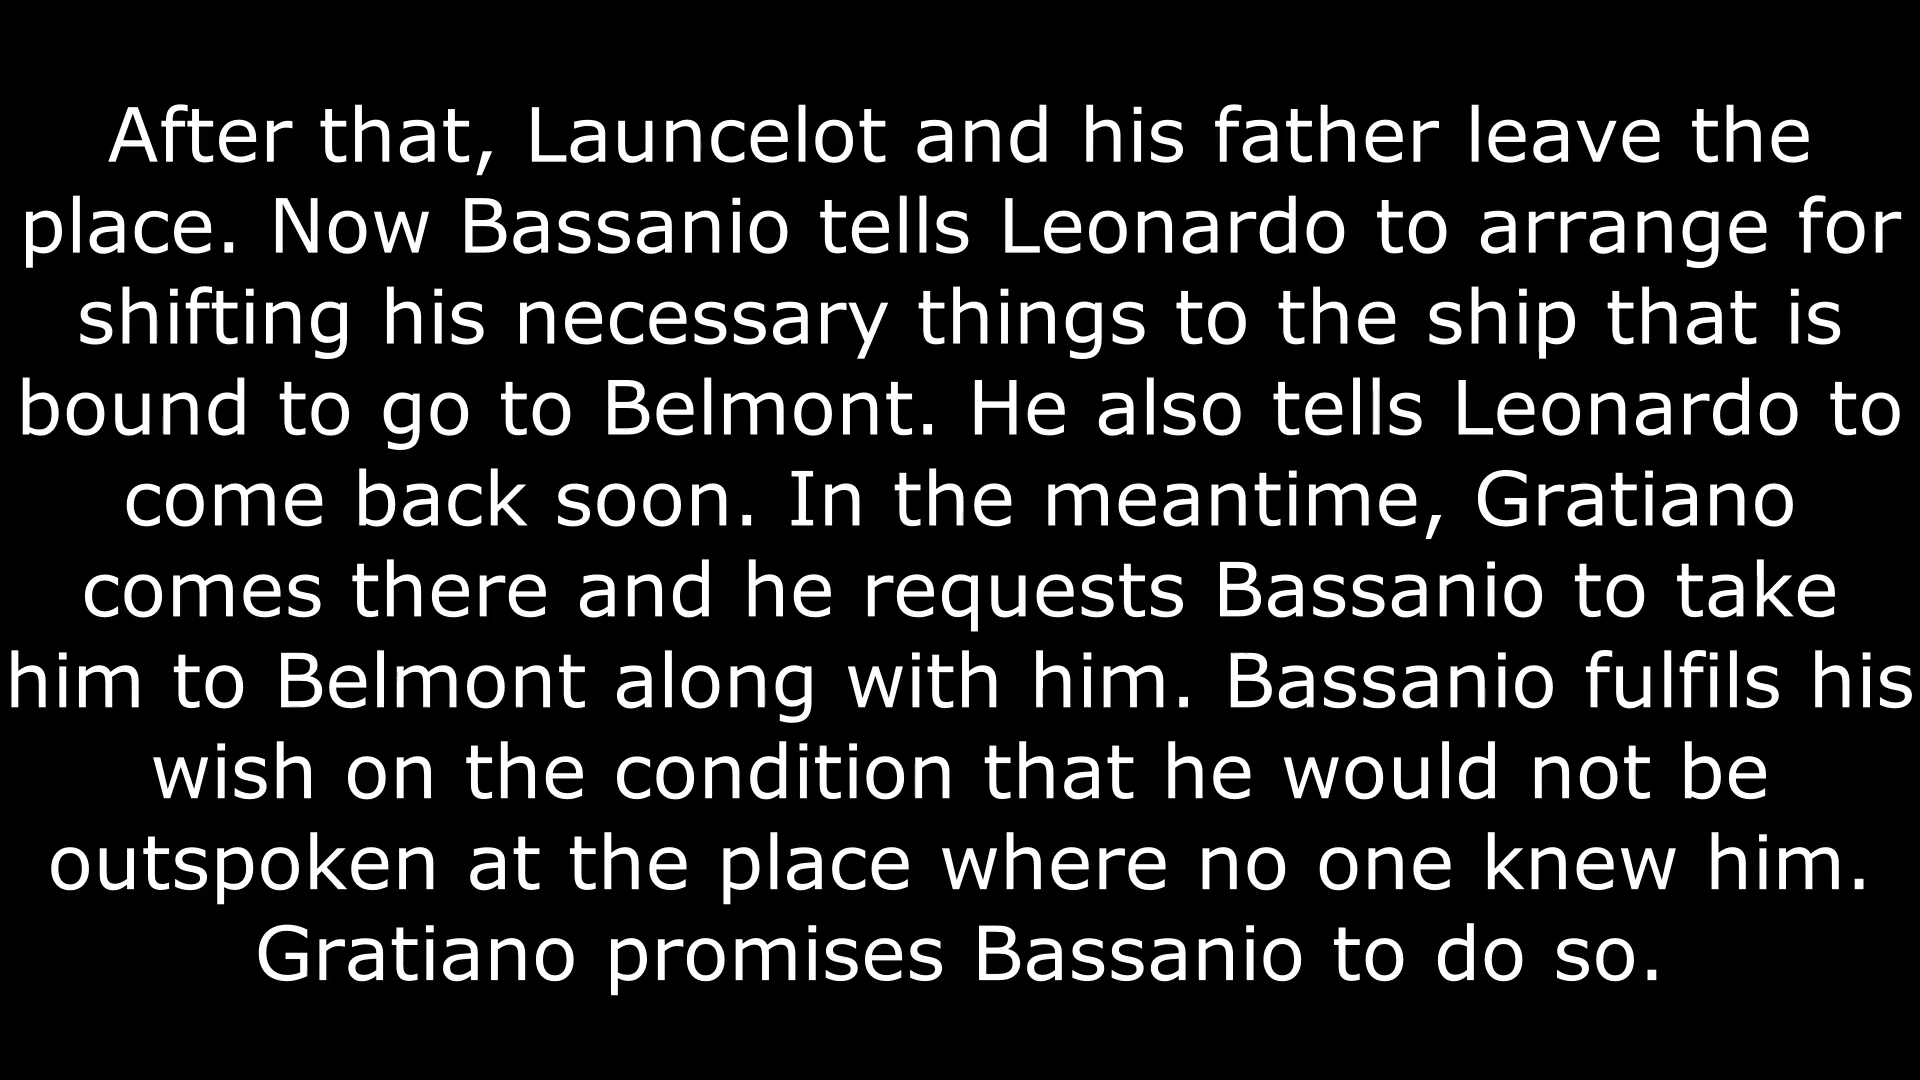 After that, Launcelot and his father leave the
place. Now Bassanio tells Leonardo to arrange for
shifting his necessary things to the ship that is
bound to go to Belmont. He also tells Leonardo to
come back soon. In the meantime, Gratiano
comes there and he requests Bassanio to take
him to Belmont along with him. Bassanio fulfils his
wish on the condition that he would not be
outspoken at the place where no one knew him.
Gratiano promises Bassanio to do so.